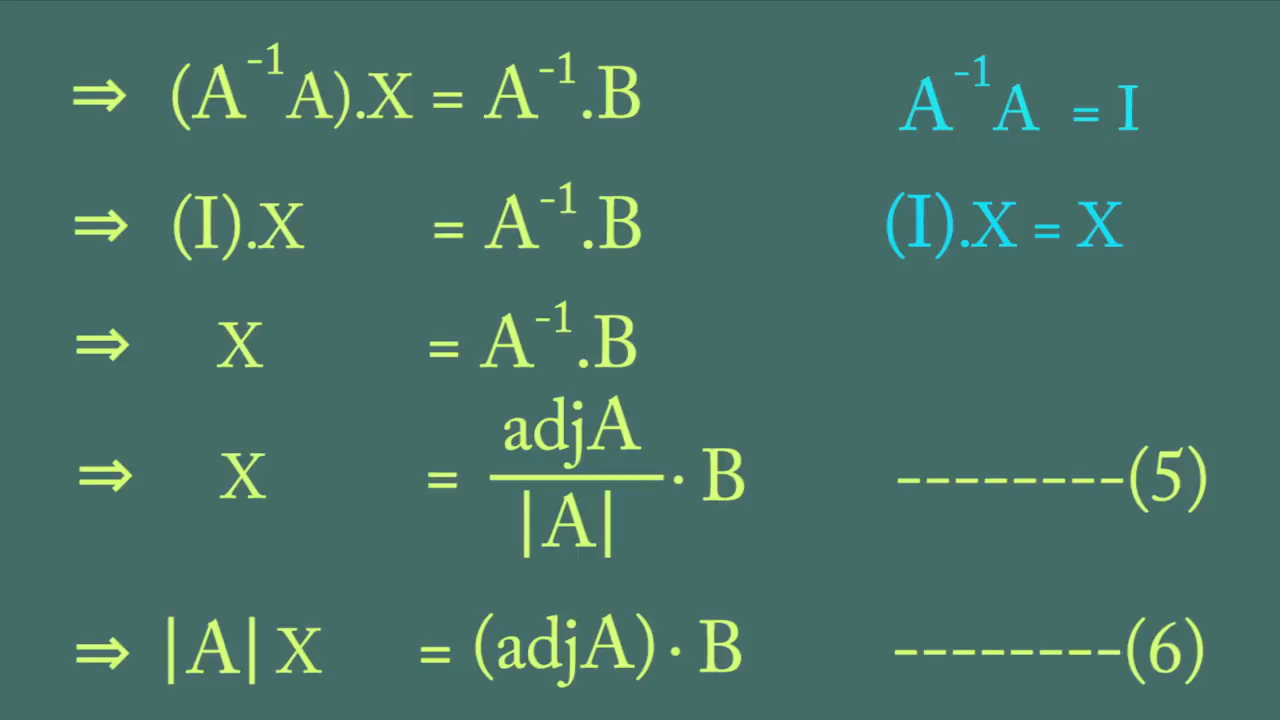 ⇒ (A⁻¹A).X = A⁻¹.B A⁻¹A = I
⇒ (I).X = A⁻¹.B (I).X = X
⇒ X = A⁻¹.B
⇒ X = adjA/|A| · B --------(5)
⇒ |A| X = (adjA) · B --------(6)